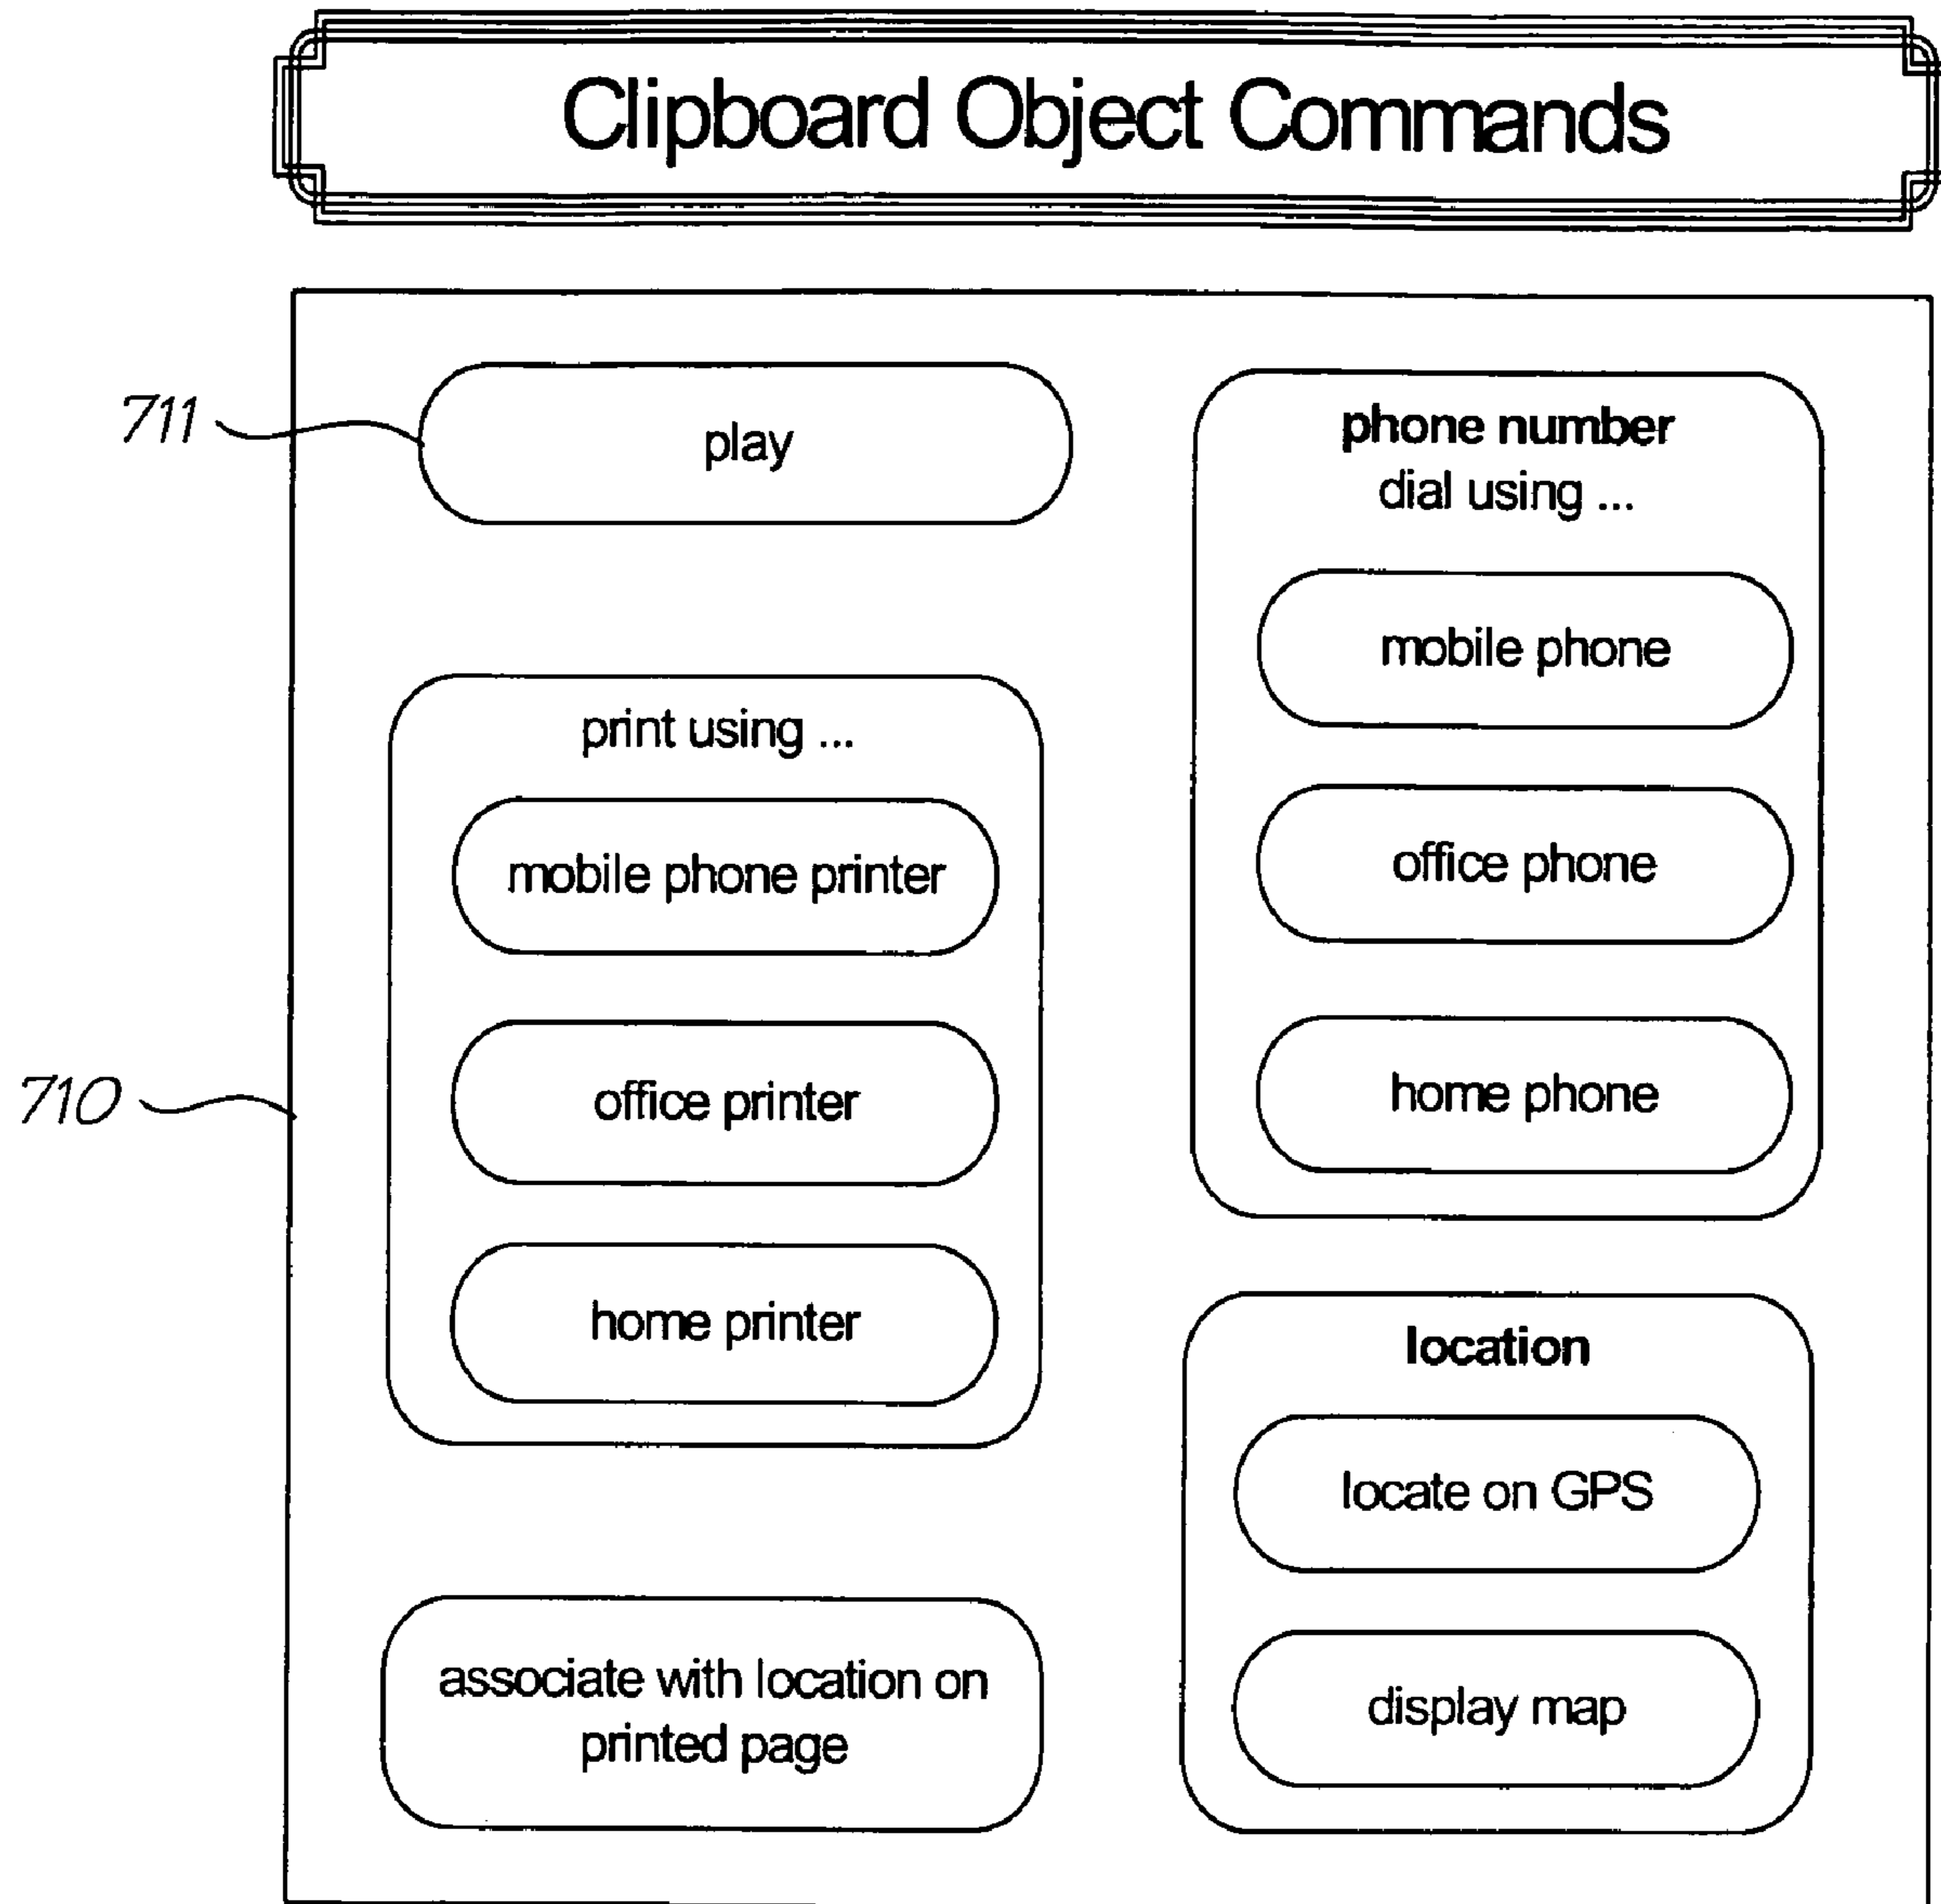 Clipboard Object Commands
711
play
print using ...
mobile phone printer
office printer
home printer
710
associate with location on
printed page
phone number
dial using ...
mobile phone
office phone
home phone
location
locate on GPS
display map